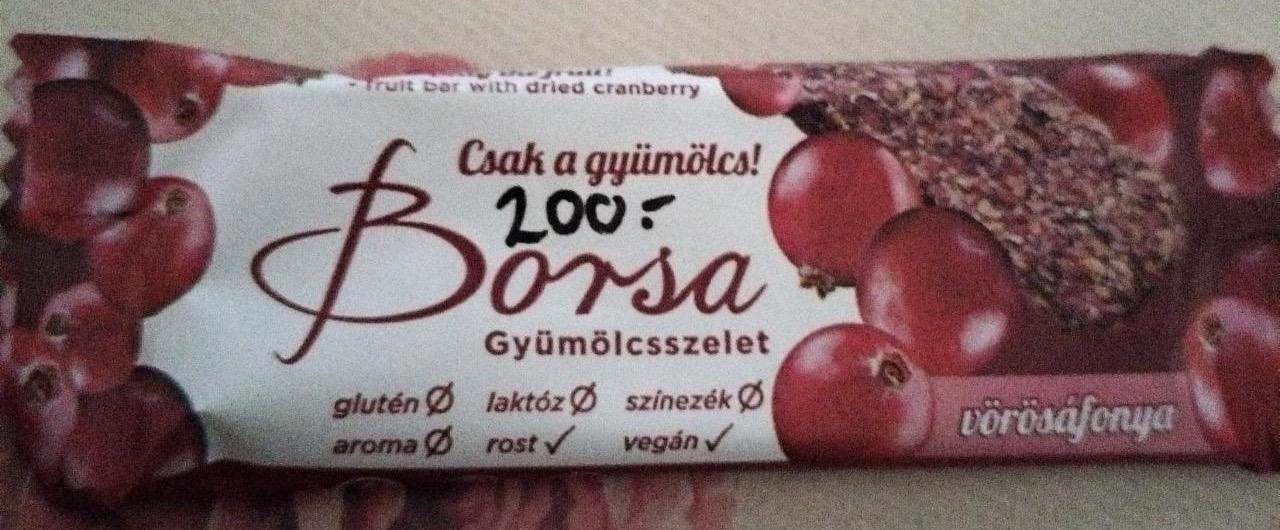 - fruit bar with dried cranberry
Csak a gyümölcs!
200.-
Borsa
Gyümölcsszelet
glutén Ø laktóz Ø színezék Ø
aroma Ø rost ✓ vegán ✓
vörösáfonya